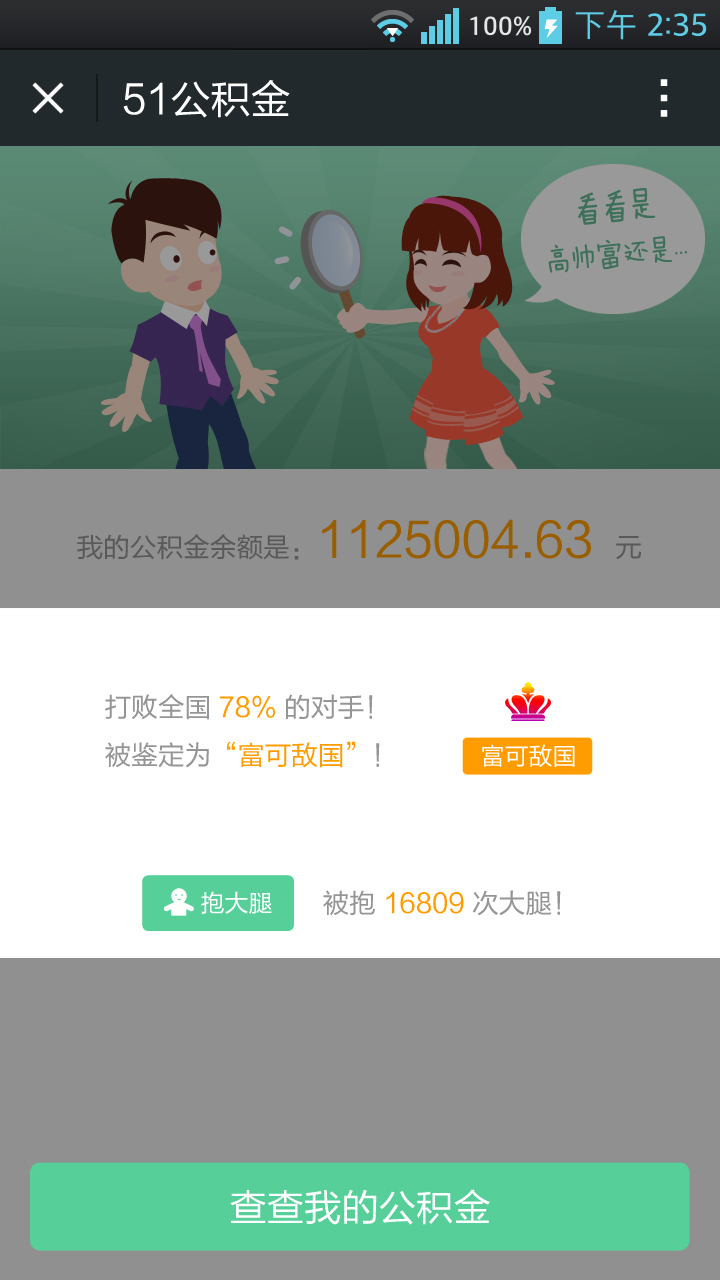 100% 下午 2:35
51公积金
看看是
高帅富还是...
我的公积金余额是：1125004.63 元
打败全国 78% 的对手！
被鉴定为“富可敌国”！
富可敌国
抱大腿 被抱 16809 次大腿！
查查我的公积金